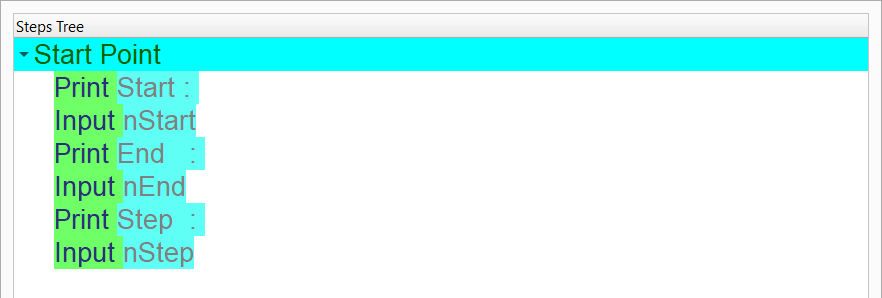 Steps Tree
Start Point
Print Start :
Input nStart
Print End   :
Input nEnd
Print Step  :
Input nStep